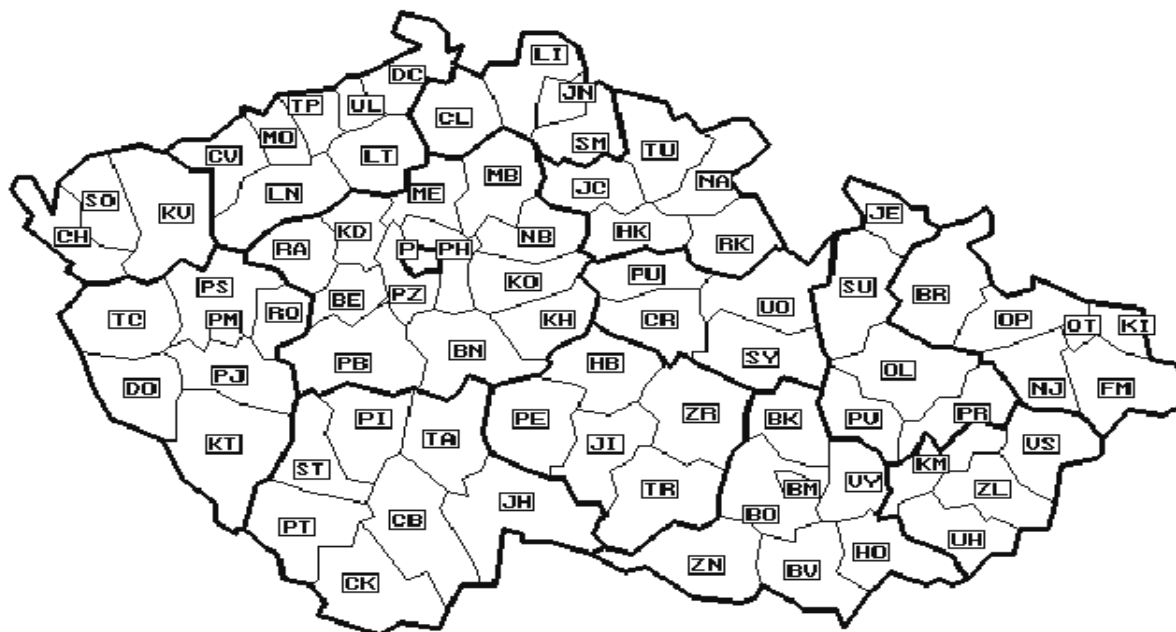 LI
DC
JN
TP
UL
CL
MO
SM
CV
LT
TU
MB
NA
LN
ME
JC
SO
KV
JE
CH
KD
HK
RA
P
PH
NB
RK
PU
PS
BE
PZ
KO
SU
BR
RO
UO
TC
PM
KH
CR
OP
OT
KI
BN
SY
PB
HB
OL
PJ
DO
NJ
FM
PI
PE
ZR
BK
PV
PR
KT
TA
JI
VS
ST
KM
TR
BM
VY
ZL
JH
PT
CB
BO
UH
HO
ZN
BV
CK